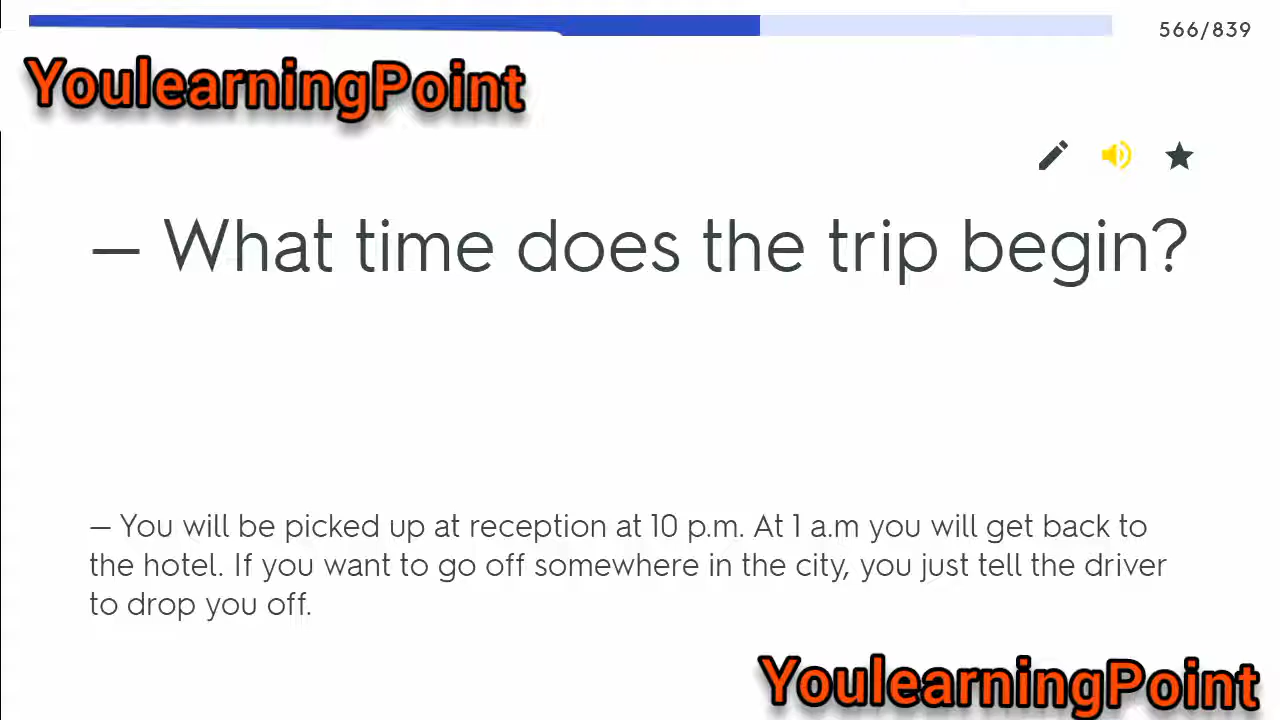 566/839
YoulearningPoint
— What time does the trip begin?
— You will be picked up at reception at 10 p.m. At 1 a.m you will get back to
the hotel. If you want to go off somewhere in the city, you just tell the driver
to drop you off.
YoulearningPoint